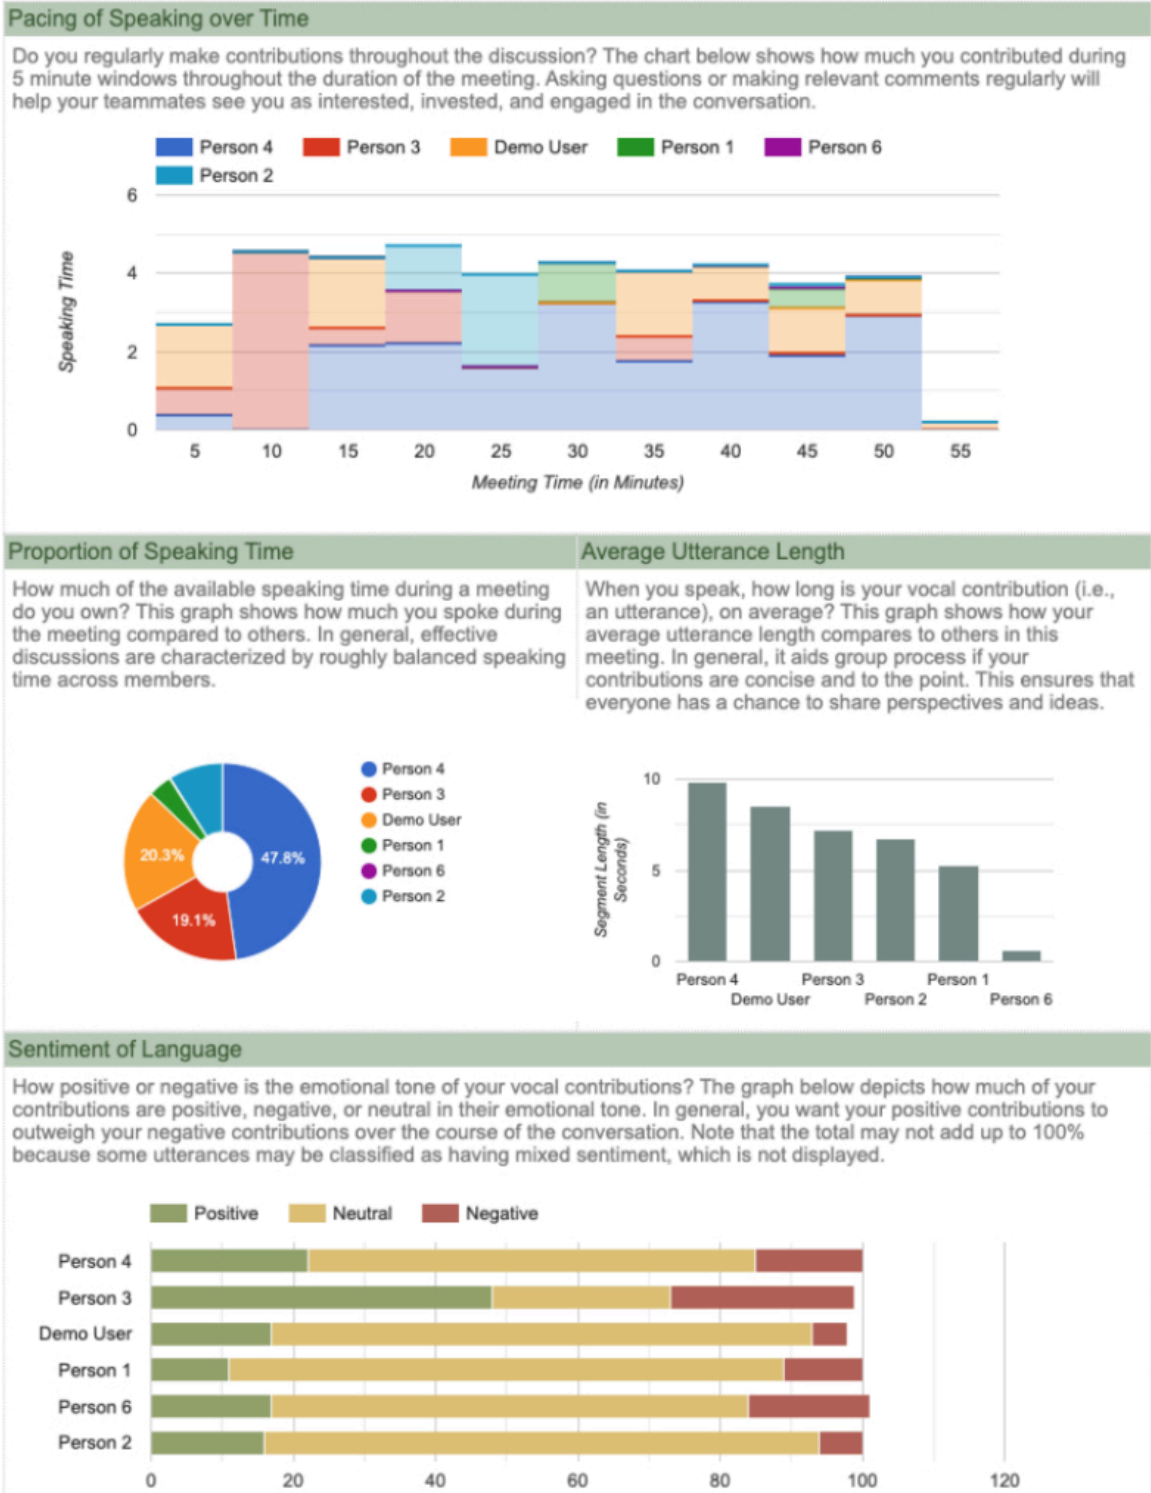 Pacing of Speaking over Time
Do you regularly make contributions throughout the discussion? The chart below shows how much you contributed during
5 minute windows throughout the duration of the meeting. Asking questions or making relevant comments regularly will
help your teammates see you as interested, invested, and engaged in the conversation.
Person 4 Person 3 Demo User Person 1 Person 6
Person 2
6
4
2
0
Speaking Time
5 10 15 20 25 30 35 40 45 50 55
Meeting Time (in Minutes)
Proportion of Speaking Time
How much of the available speaking time during a meeting
do you own? This graph shows how much you spoke during
the meeting compared to others. In general, effective
discussions are characterized by roughly balanced speaking
time across members.
47.8%
19.1%
20.3%
Person 4
Person 3
Demo User
Person 1
Person 6
Person 2
Average Utterance Length
When you speak, how long is your vocal contribution (i.e.,
an utterance), on average? This graph shows how your
average utterance length compares to others in this
meeting. In general, it aids group process if your
contributions are concise and to the point. This ensures that
everyone has a chance to share perspectives and ideas.
10
5
0
Segment Length (in
Seconds)
Person 4 Person 3 Person 1
Demo User Person 2 Person 6
Sentiment of Language
How positive or negative is the emotional tone of your vocal contributions? The graph below depicts how much of your
contributions are positive, negative, or neutral in their emotional tone. In general, you want your positive contributions to
outweigh your negative contributions over the course of the conversation. Note that the total may not add up to 100%
because some utterances may be classified as having mixed sentiment, which is not displayed.
Positive Neutral Negative
Person 4
Person 3
Demo User
Person 1
Person 6
Person 2
0 20 40 60 80 100 120